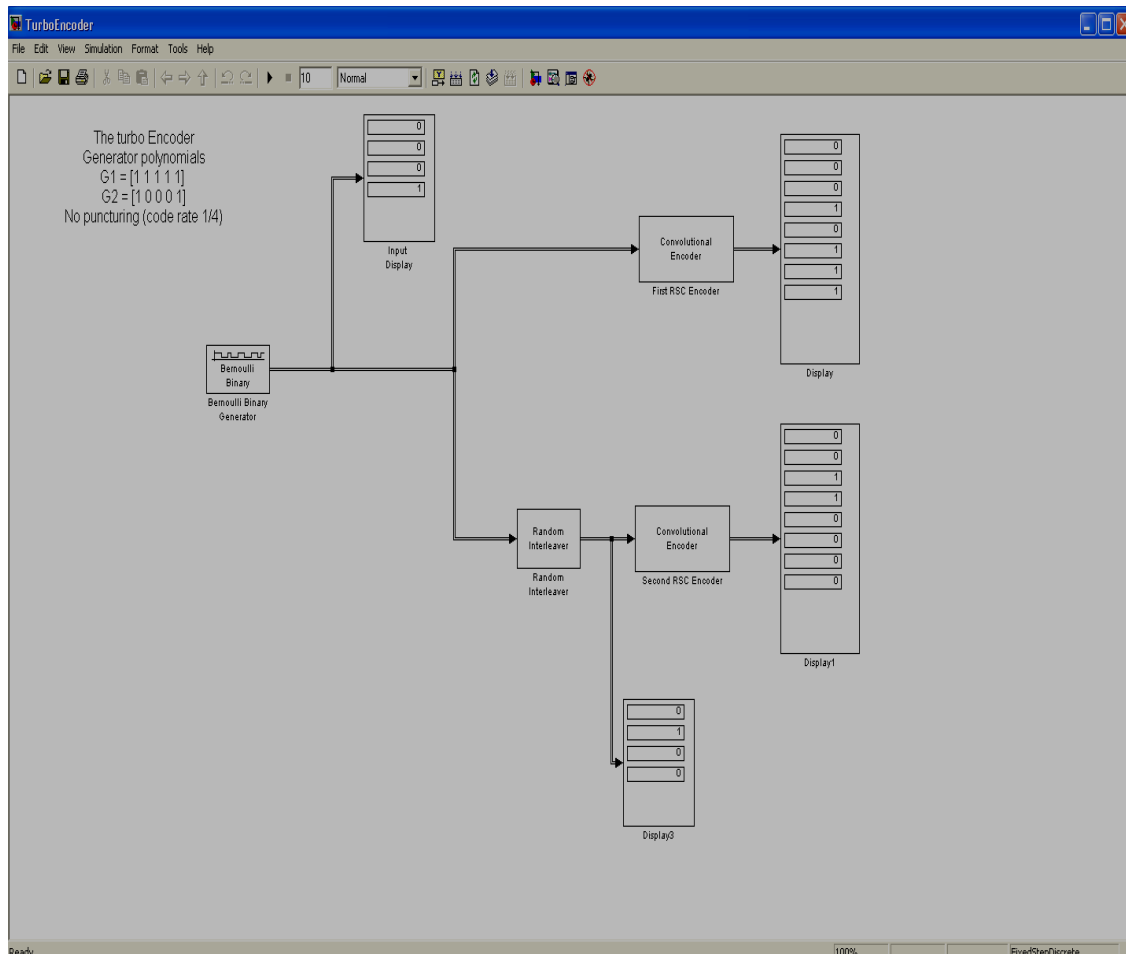 TurboEncoder
File Edit View Simulation Format Tools Help
10 Normal
The turbo Encoder
Generator polynomials
G1 = [1 1 1 1 1]
G2 = [1 0 0 0 1]
No puncturing (code rate 1/4)
0
0
0
1
Input
Display
Convolutional
Encoder
First RSC Encoder
0
0
0
1
0
1
1
1
Display
Bernoulli
Binary
Bernoulli Binary
Generator
Random
Interleaver
Random
Interleaver
Convolutional
Encoder
Second RSC Encoder
0
0
1
1
0
0
0
0
Display1
0
1
0
0
Display3
Ready
100%
FixedStepDiscrete